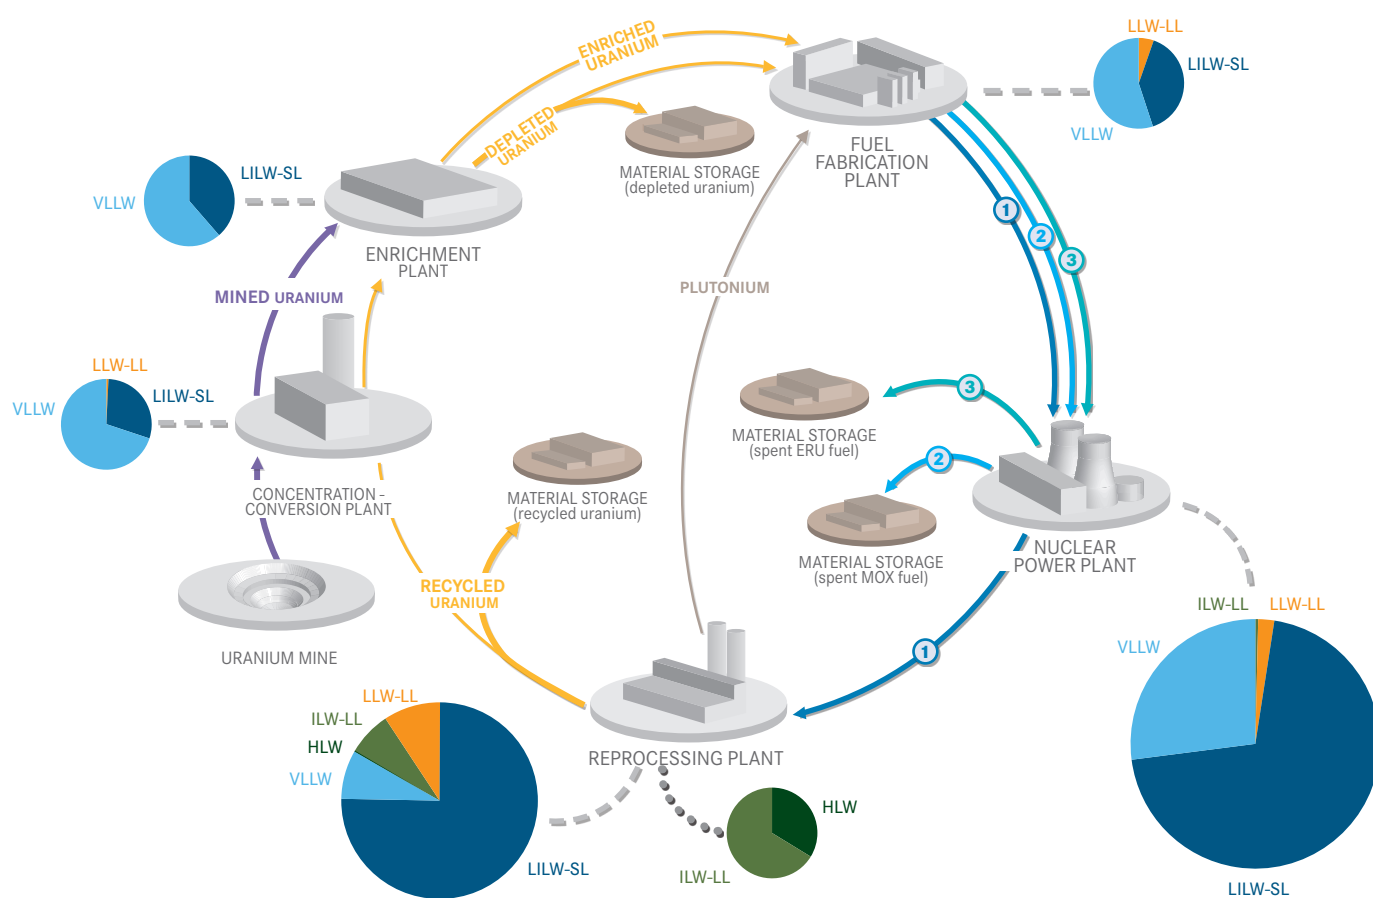 ENRICHED
URANIUM
DEPLETED
URANIUM
MATERIAL STORAGE
(depleted uranium)
FUEL
FABRICATION
PLANT
LLW-LL
LILW-SL
VLLW
VLLW
LILW-SL
ENRICHMENT
PLANT
MINED URANIUM
PLUTONIUM
1
2
3
LLW-LL
LILW-SL
VLLW
CONCENTRATION -
CONVERSION PLANT
MATERIAL STORAGE
(recycled uranium)
3
MATERIAL STORAGE
(spent ERU fuel)
2
MATERIAL STORAGE
(spent MOX fuel)
NUCLEAR
POWER PLANT
URANIUM MINE
RECYCLED
URANIUM
1
ILW-LL
LLW-LL
VLLW
LILW-SL
LLW-LL
ILW-LL
HLW
VLLW
LILW-SL
REPROCESSING PLANT
HLW
ILW-LL